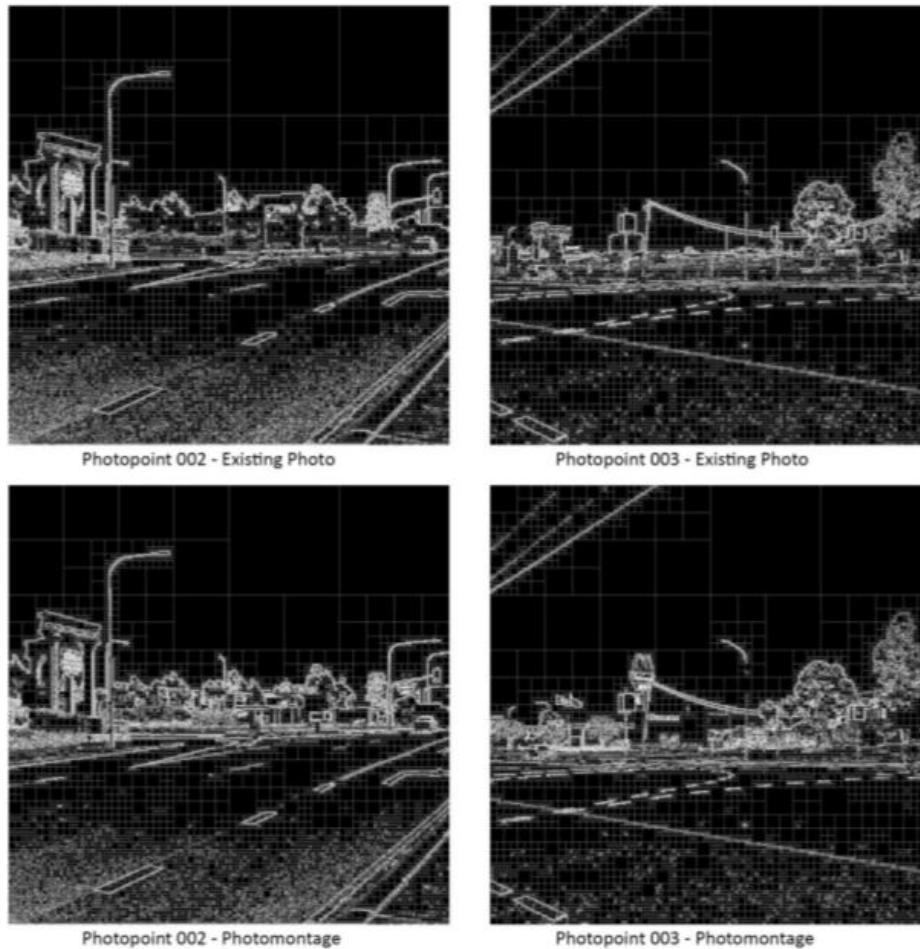 Photopoint 002 - Existing Photo
Photopoint 003 - Existing Photo
Photopoint 002 - Photomontage
Photopoint 003 - Photomontage